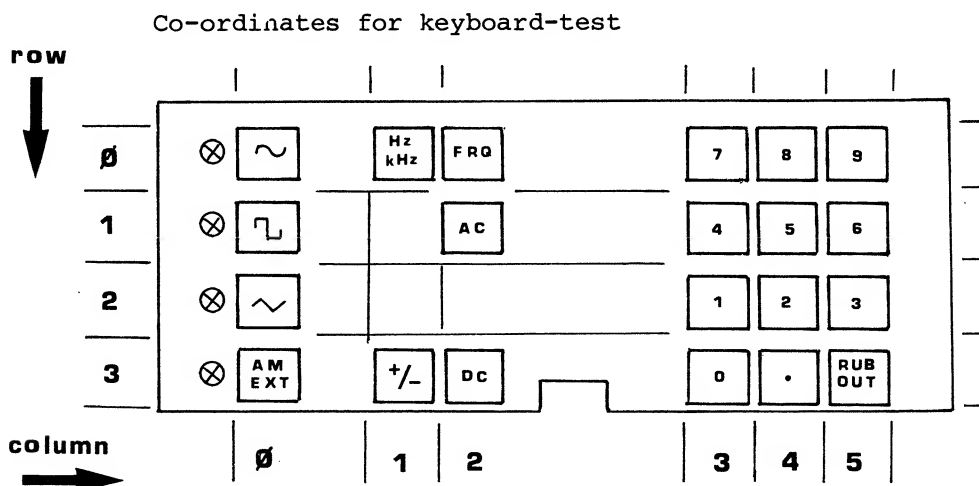 Co-ordinates for keyboard-test
row
Ø Hz kHz FRQ 7 8 9
1 AC 4 5 6
2 1 2 3
3 AM EXT +/- DC 0 . RUB OUT
column Ø 1 2 3 4 5